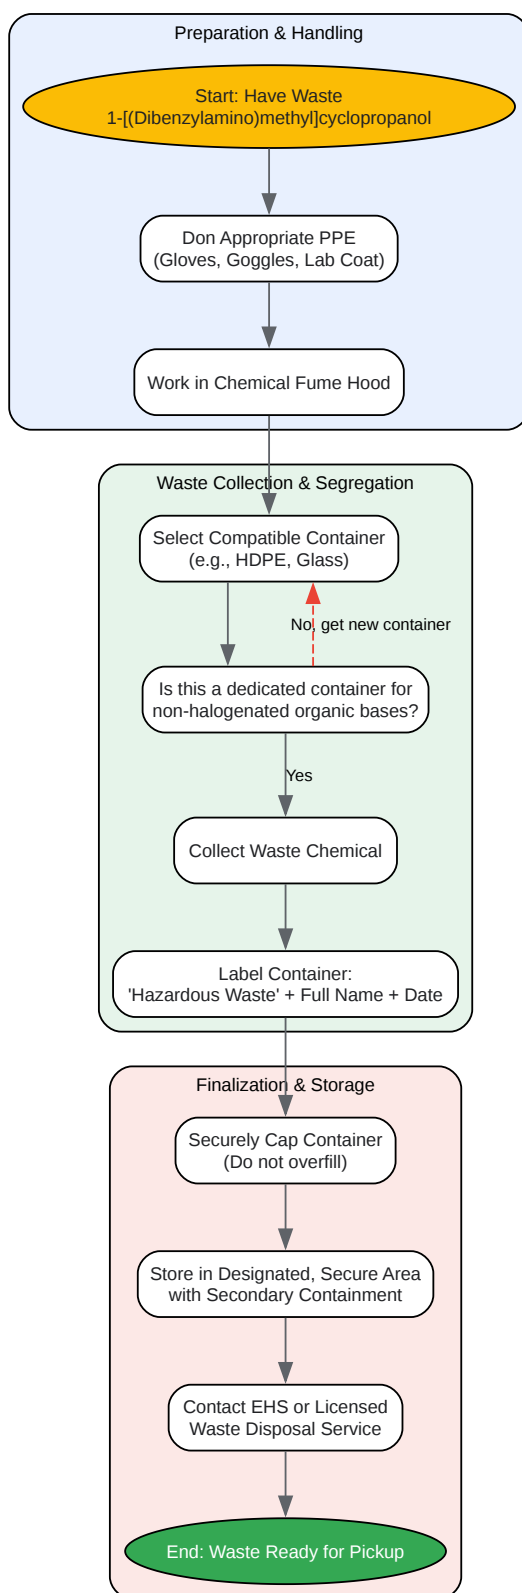 Preparation & Handling
Start: Have Waste
1-[(Dibenzylamino)methyl]cyclopropanol
Don Appropriate PPE
(Gloves, Goggles, Lab Coat)
Work in Chemical Fume Hood
Waste Collection & Segregation
Select Compatible Container
(e.g., HDPE, Glass)
No, get new container
Is this a dedicated container for
non-halogenated organic bases?
Yes
Collect Waste Chemical
Label Container:
'Hazardous Waste' + Full Name + Date
Finalization & Storage
Securely Cap Container
(Do not overfill)
Store in Designated, Secure Area
with Secondary Containment
Contact EHS or Licensed
Waste Disposal Service
End: Waste Ready for Pickup